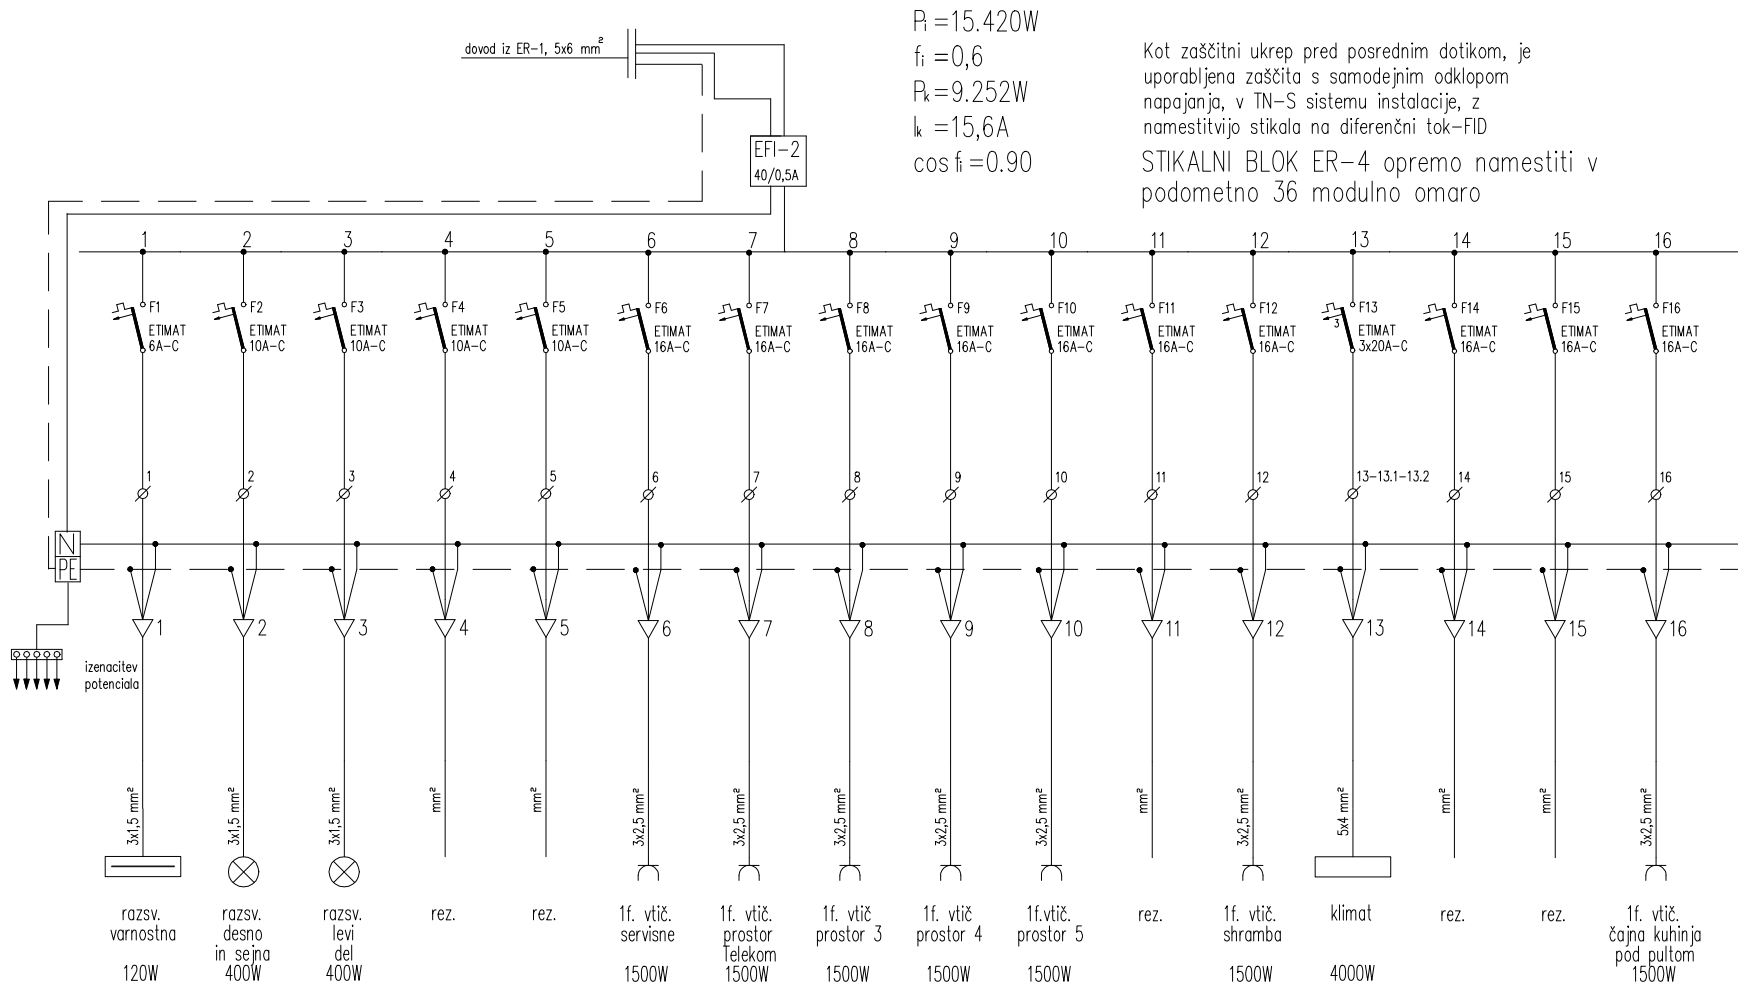 dovod iz ER-1, 5x6 mm²
Pi =15.420W
fi =0,6
Pk =9.252W
Ik =15,6A
cos fi =0.90
Kot zaščitni ukrep pred posrednim dotikom, je
uporabljena zaščita s samodejnim odklopom
napajanja, v TN-S sistemu instalacije, z
namestitvijo stikala na diferenčni tok-FID
STIKALNI BLOK ER-4 opremo namestiti v
podometno 36 modulno omaro
EFI-2
40/0,5A
1 2 3 4 5 6 7 8 9 10 11 12 13 14 15 16
F1 F2 F3 F4 F5 F6 F7 F8 F9 F10 F11 F12 F13 F14 F15 F16
3
ETIMAT ETIMAT ETIMAT ETIMAT ETIMAT ETIMAT ETIMAT ETIMAT ETIMAT ETIMAT ETIMAT ETIMAT ETIMAT ETIMAT ETIMAT ETIMAT
6A-C 10A-C 10A-C 10A-C 10A-C 16A-C 16A-C 16A-C 16A-C 16A-C 16A-C 16A-C 3x20A-C 16A-C 16A-C 16A-C
1 2 3 4 5 6 7 8 9 10 11 12 13-13.1-13.2 14 15 16
N
PE
1 2 3 4 5 6 7 8 9 10 11 12 13 14 15 16
izenacitev
potenciala
3x1,5 mm² 3x1,5 mm² 3x1,5 mm² mm² mm² 3x2,5 mm² 3x2,5 mm² 3x2,5 mm² 3x2,5 mm² 3x2,5 mm² mm² 3x2,5 mm² 5x4 mm² mm² mm² 3x2,5 mm²
razsv.
varnostna
120W
razsv.
desno
in sejna
400W
razsv.
levi
del
400W
rez.
rez.
1f. vtič.
servisne
1500W
1f. vtič.
prostor
Telekom
1500W
1f. vtič
prostor 3
1500W
1f. vtič
prostor 4
1500W
1f.vtič.
prostor 5
1500W
rez.
1f. vtič.
shramba
1500W
klimat
4000W
rez.
rez.
1f. vtič.
čajna kuhinja
pod pultom
1500W